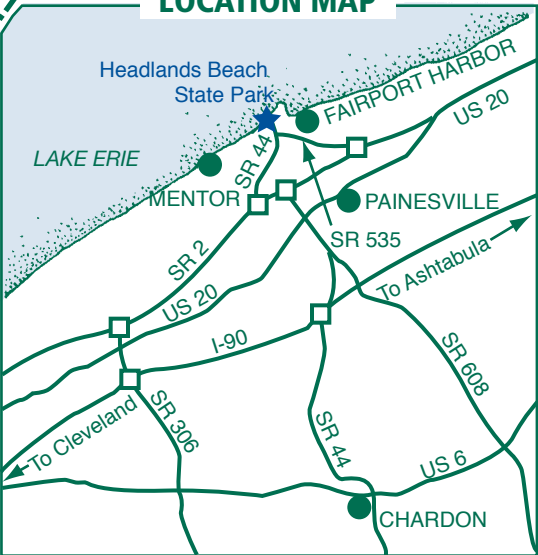 LOCATION MAP
Headlands Beach
State Park
FAIRPORT HARBOR
US 20
LAKE ERIE
SR 44
MENTOR
PAINESVILLE
SR 535
SR 2
To Ashtabula
US 20
I-90
SR 608
To Cleveland
SR 306
SR 44
US 6
CHARDON